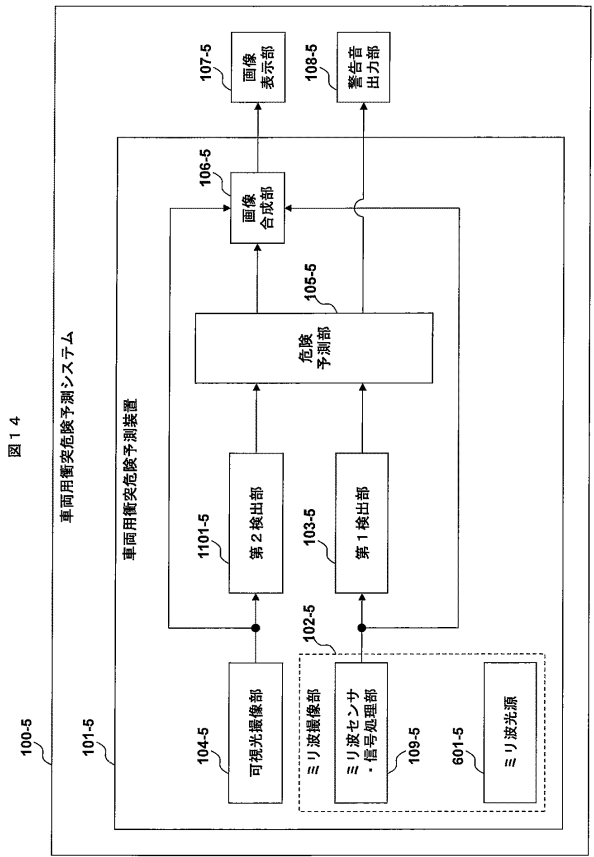 図１４
100-5
車両用衝突危険予測システム
101-5
車両用衝突危険予測装置
104-5
可視光撮像部
1101-5
第２検出部
危険
予測部
105-5
画像
合成部
106-5
画像
表示部
107-5
102-5
ミリ波撮像部
ミリ波センサ
・信号処理部
109-5
103-5
第１検出部
警告音
出力部
108-5
601-5
ミリ波光源